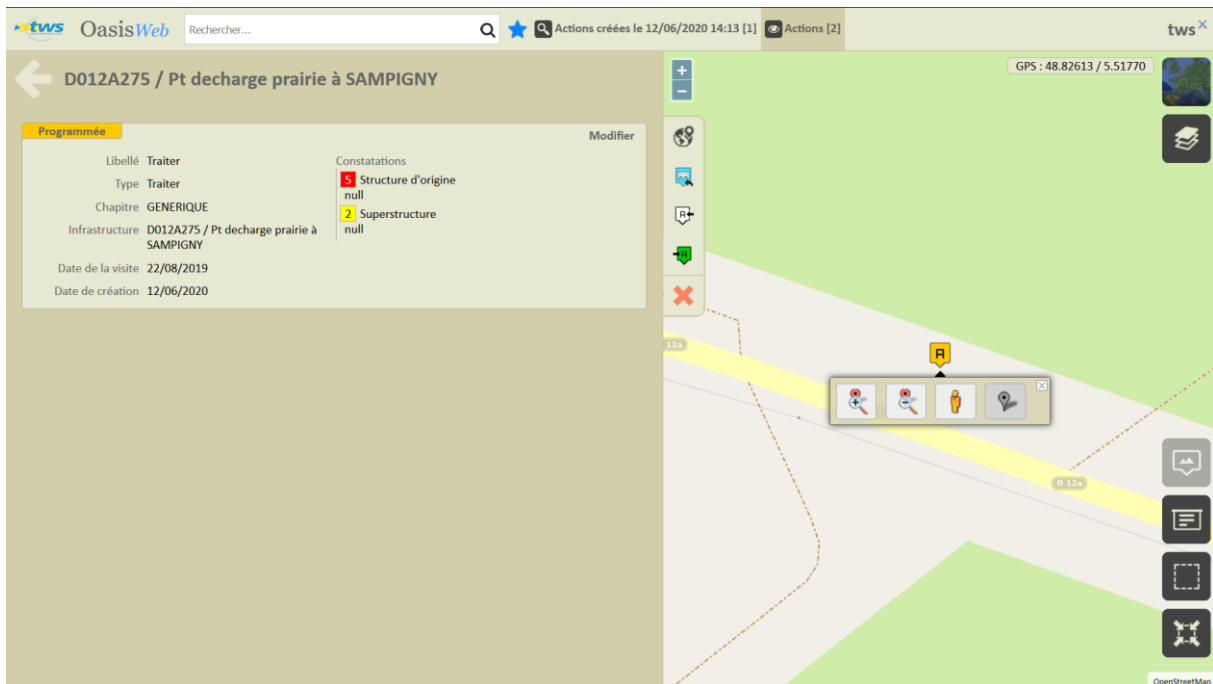 tws OasisWeb Rechercher... Actions créées le 12/06/2020 14:13 [1] Actions [2] tws
D012A275 / Pt decharge prairie à SAMPIGNY
Programmée Modifier
Libellé Traiter
Type Traiter
Chapitre GENERIQUE
Infrastructure D012A275 / Pt decharge prairie à
SAMPIGNY
Date de la visite 22/08/2019
Date de création 12/06/2020
Constatations
5 Structure d'origine
null
2 Superstructure
null
GPS : 48.82613 / 5.51770
R
R
12a
R
D 12a
OpenStreetMap